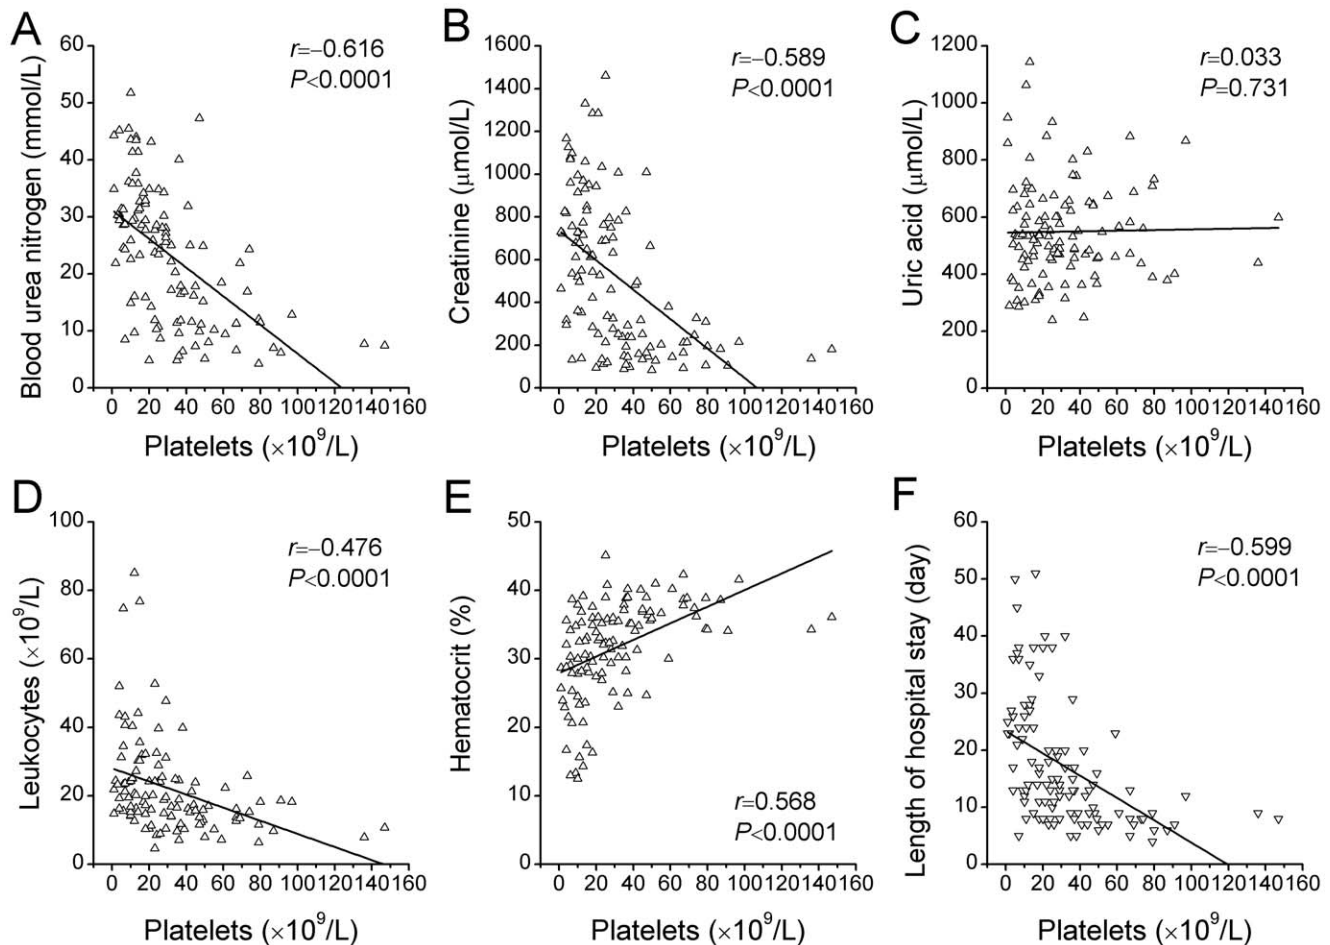 A
60
50
40
30
20
10
0
Blood urea nitrogen (mmol/L)
r=−0.616
P<0.0001
0 20 40 60 80 100 120 140 160
Platelets (×10⁹/L)
B
1600
1400
1200
1000
800
600
400
200
0
Creatinine (μmol/L)
r=−0.589
P<0.0001
0 20 40 60 80 100 120 140 160
Platelets (×10⁹/L)
C
1200
1000
800
600
400
200
0
Uric acid (μmol/L)
r=0.033
P=0.731
0 20 40 60 80 100 120 140 160
Platelets (×10⁹/L)
D
100
80
60
40
20
0
Leukocytes (×10⁹/L)
r=−0.476
P<0.0001
0 20 40 60 80 100 120 140 160
Platelets (×10⁹/L)
E
50
40
30
20
10
0
Hematocrit (%)
r=0.568
P<0.0001
0 20 40 60 80 100 120 140 160
Platelets (×10⁹/L)
F
60
50
40
30
20
10
0
Length of hospital stay (day)
r=−0.599
P<0.0001
0 20 40 60 80 100 120 140 160
Platelets (×10⁹/L)